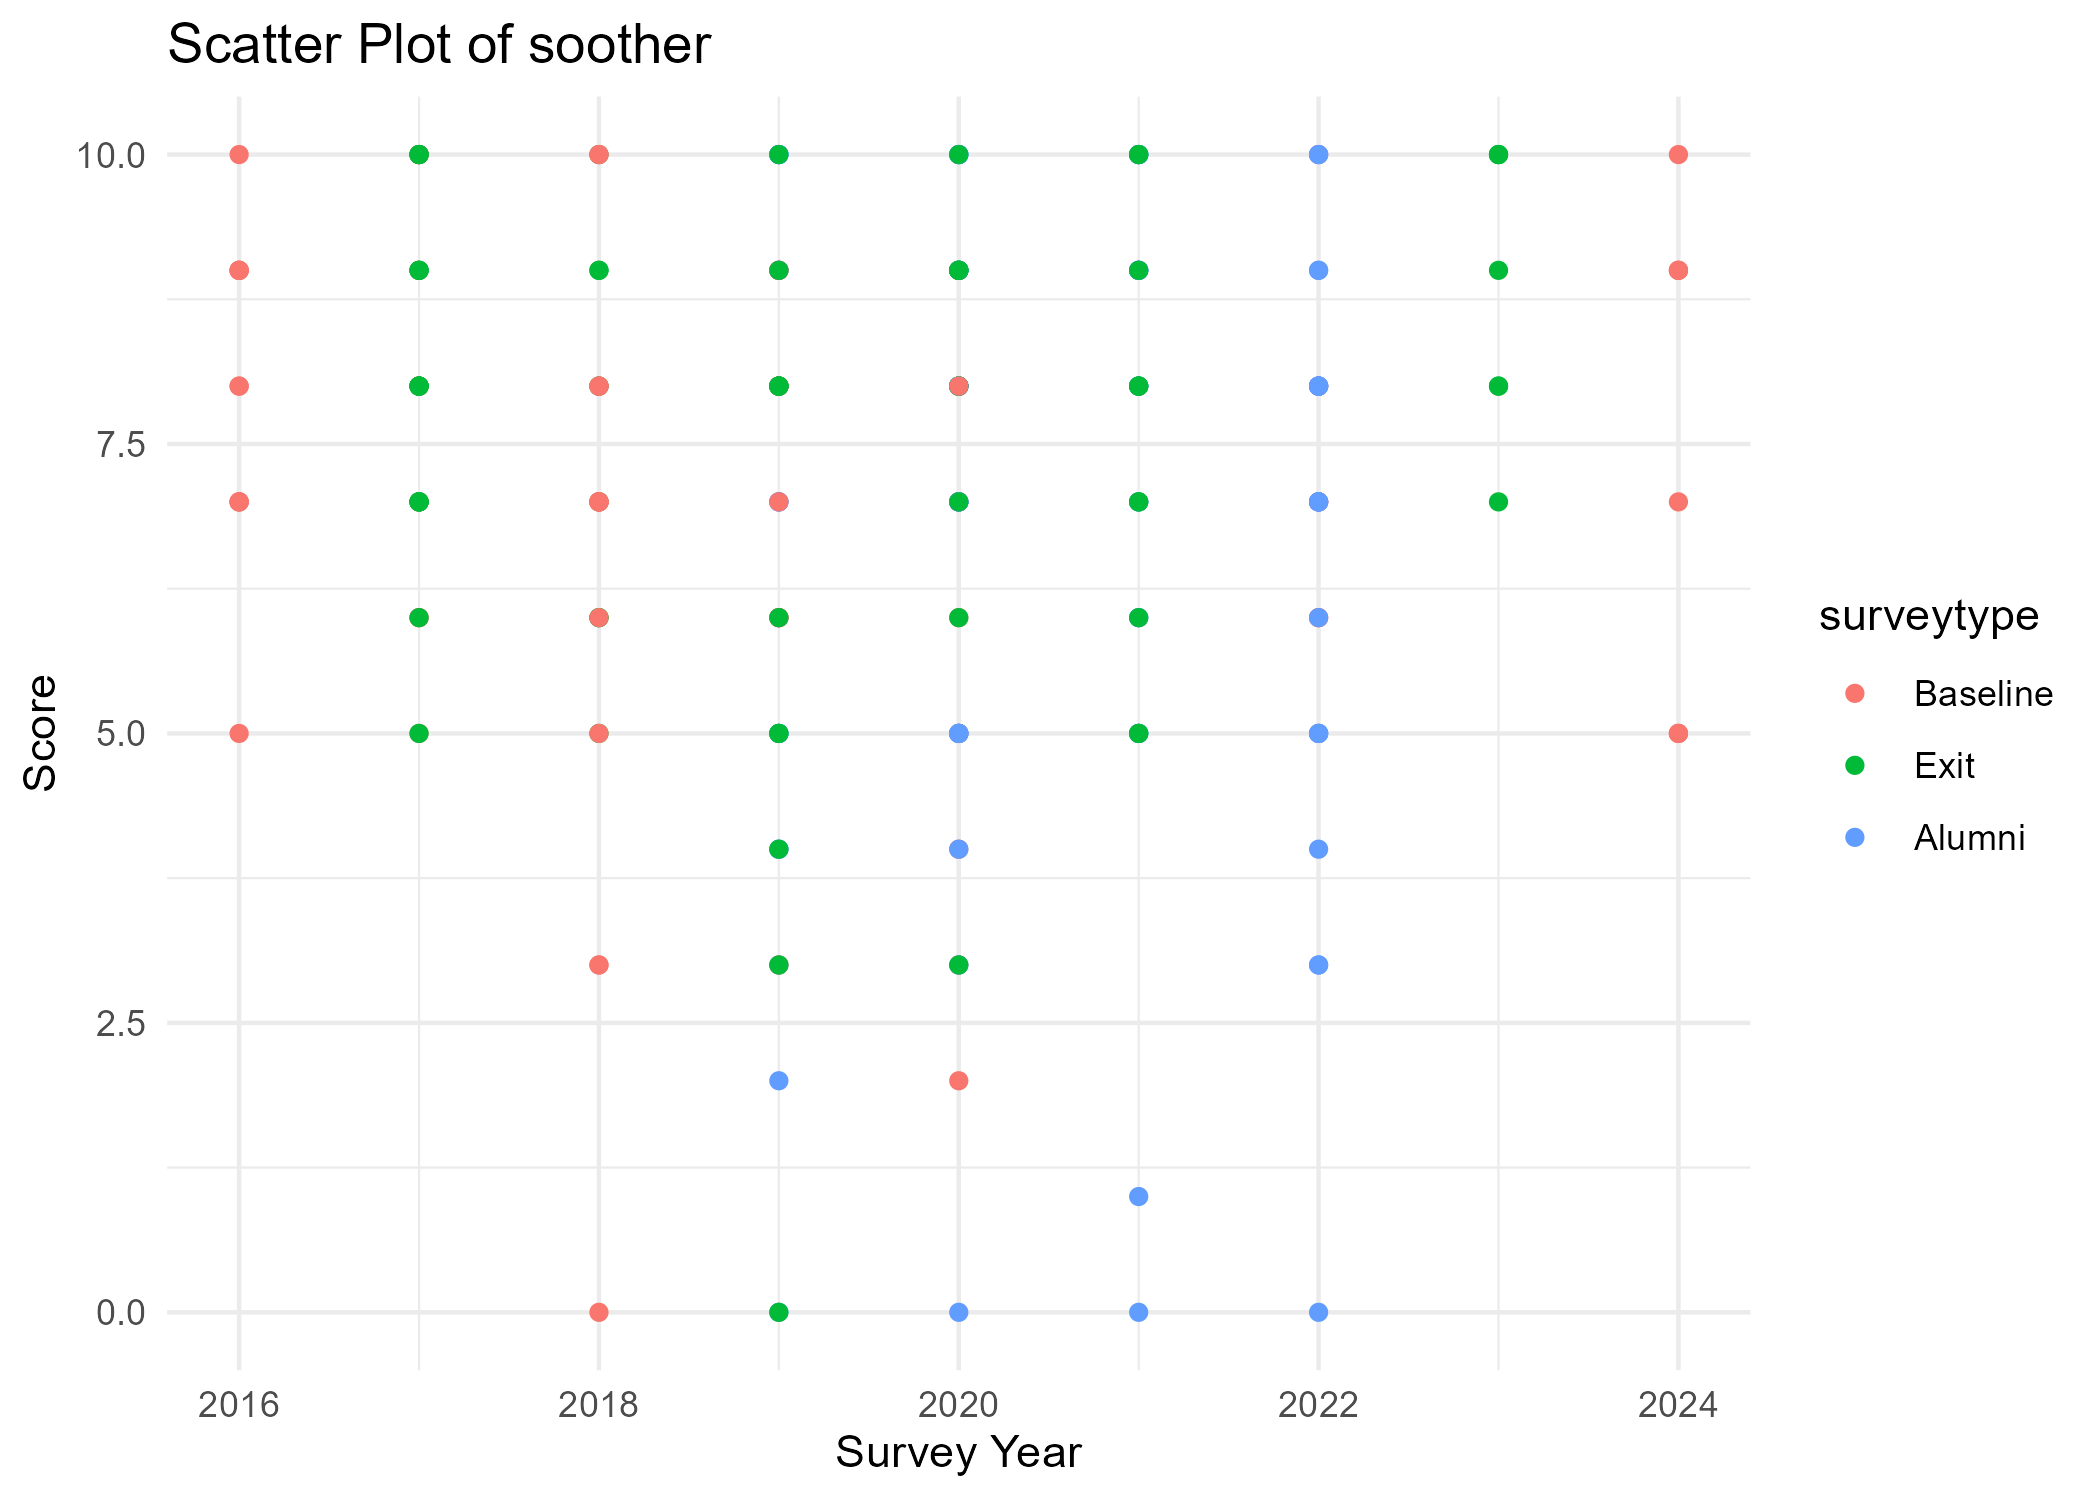 Scatter Plot of soother
10.0
7.5
5.0
2.5
0.0
Score
2016 2018 2020 2022 2024
Survey Year
surveytype
Baseline
Exit
Alumni